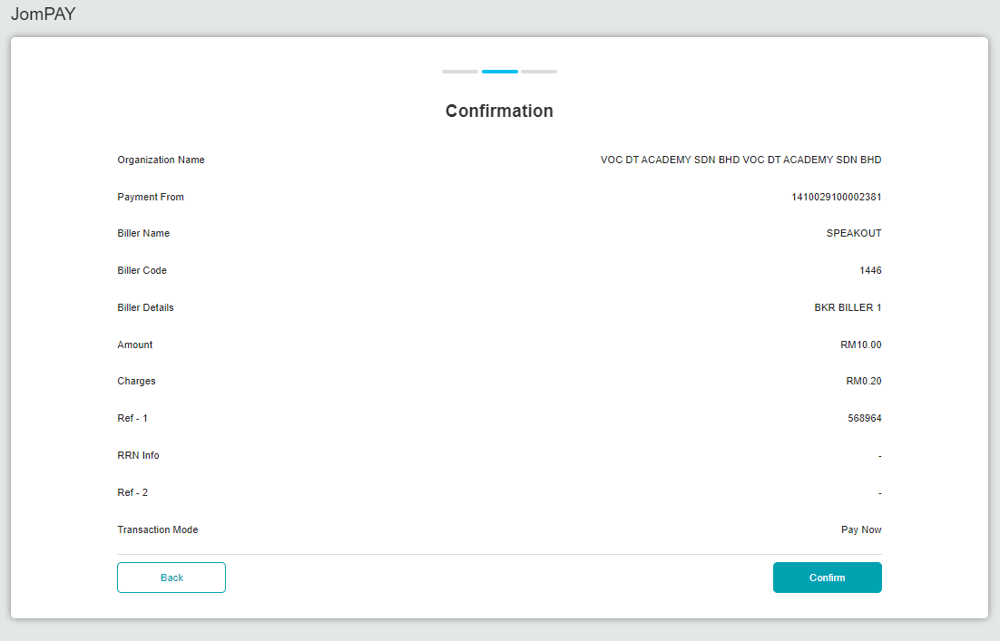 JomPAY
Confirmation
Organization Name VOC DT ACADEMY SDN BHD VOC DT ACADEMY SDN BHD
Payment From 1410029100002381
Biller Name SPEAKOUT
Biller Code 1446
Biller Details BKR BILLER 1
Amount RM10.00
Charges RM0.20
Ref - 1 568964
RRN Info -
Ref - 2 -
Transaction Mode Pay Now
Back Confirm